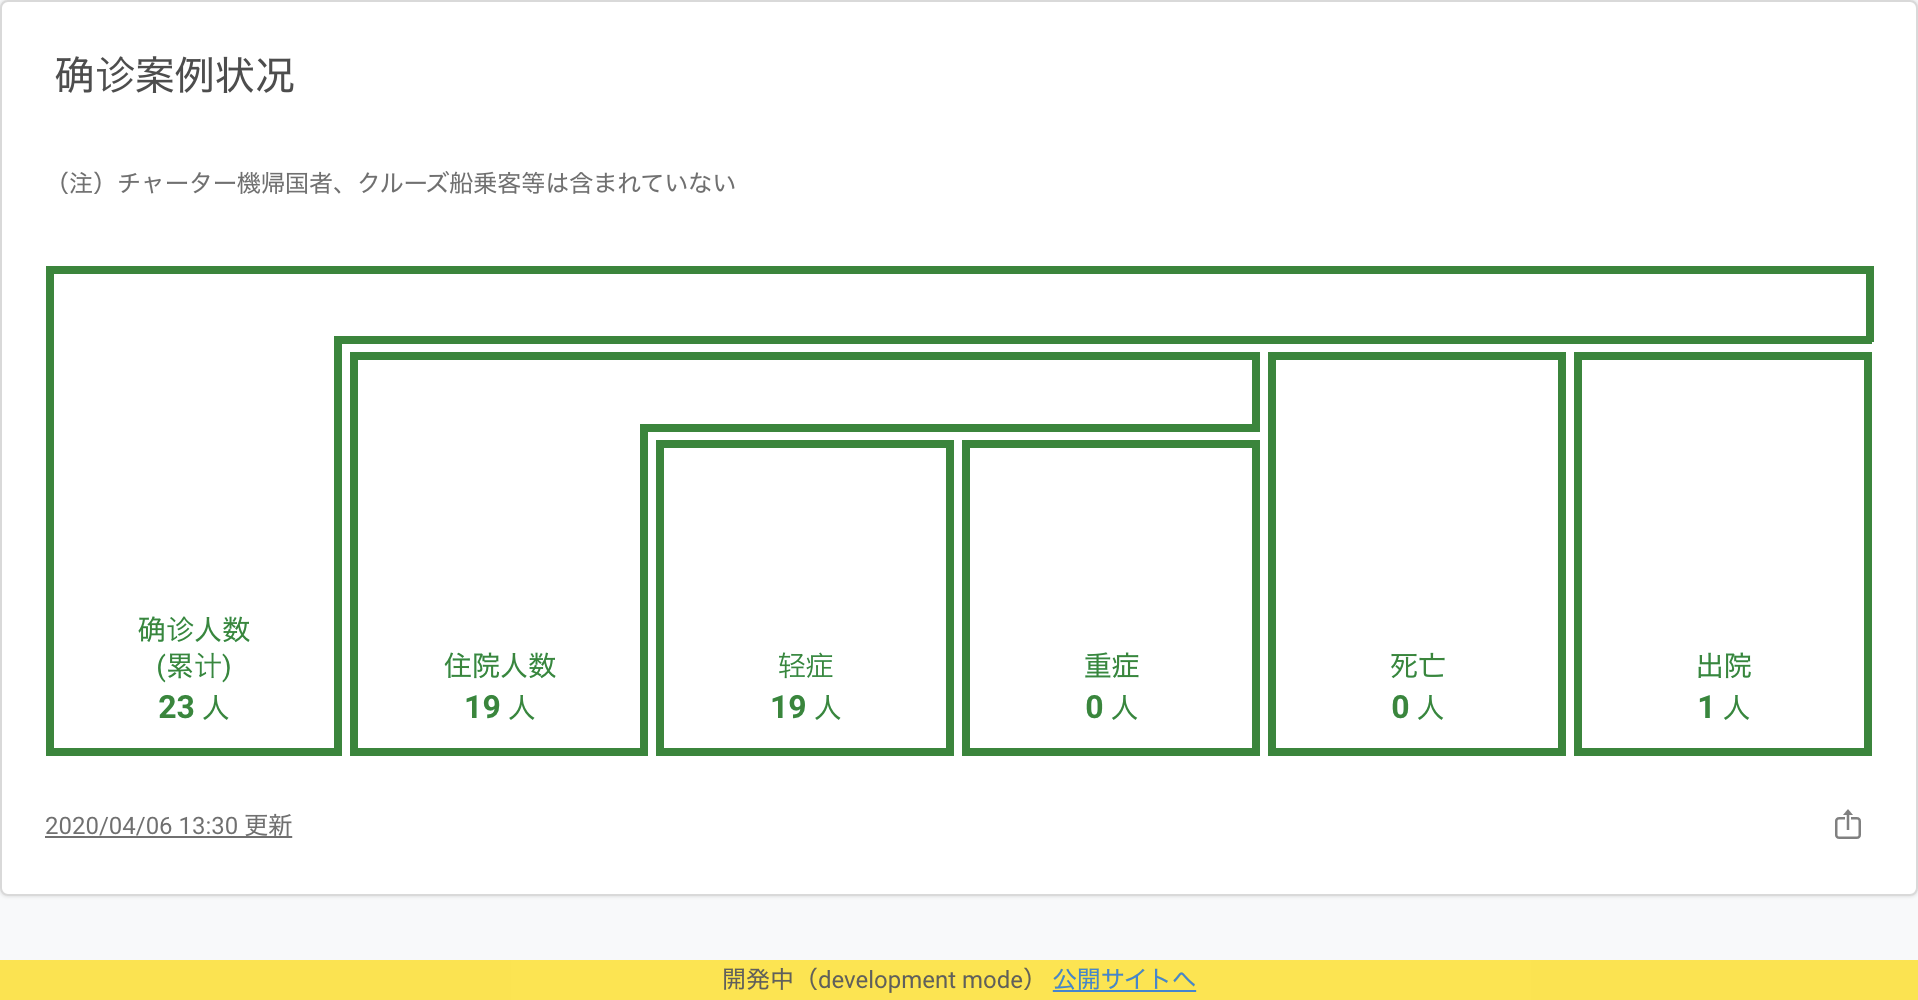 确诊案例状况
（注）チャーター機帰国者、クルーズ船乗客等は含まれていない
确诊人数
(累计)
23 人
住院人数
19 人
轻症
19 人
重症
0 人
死亡
0 人
出院
1 人
2020/04/06 13:30 更新
開発中（development mode） 公開サイトへ